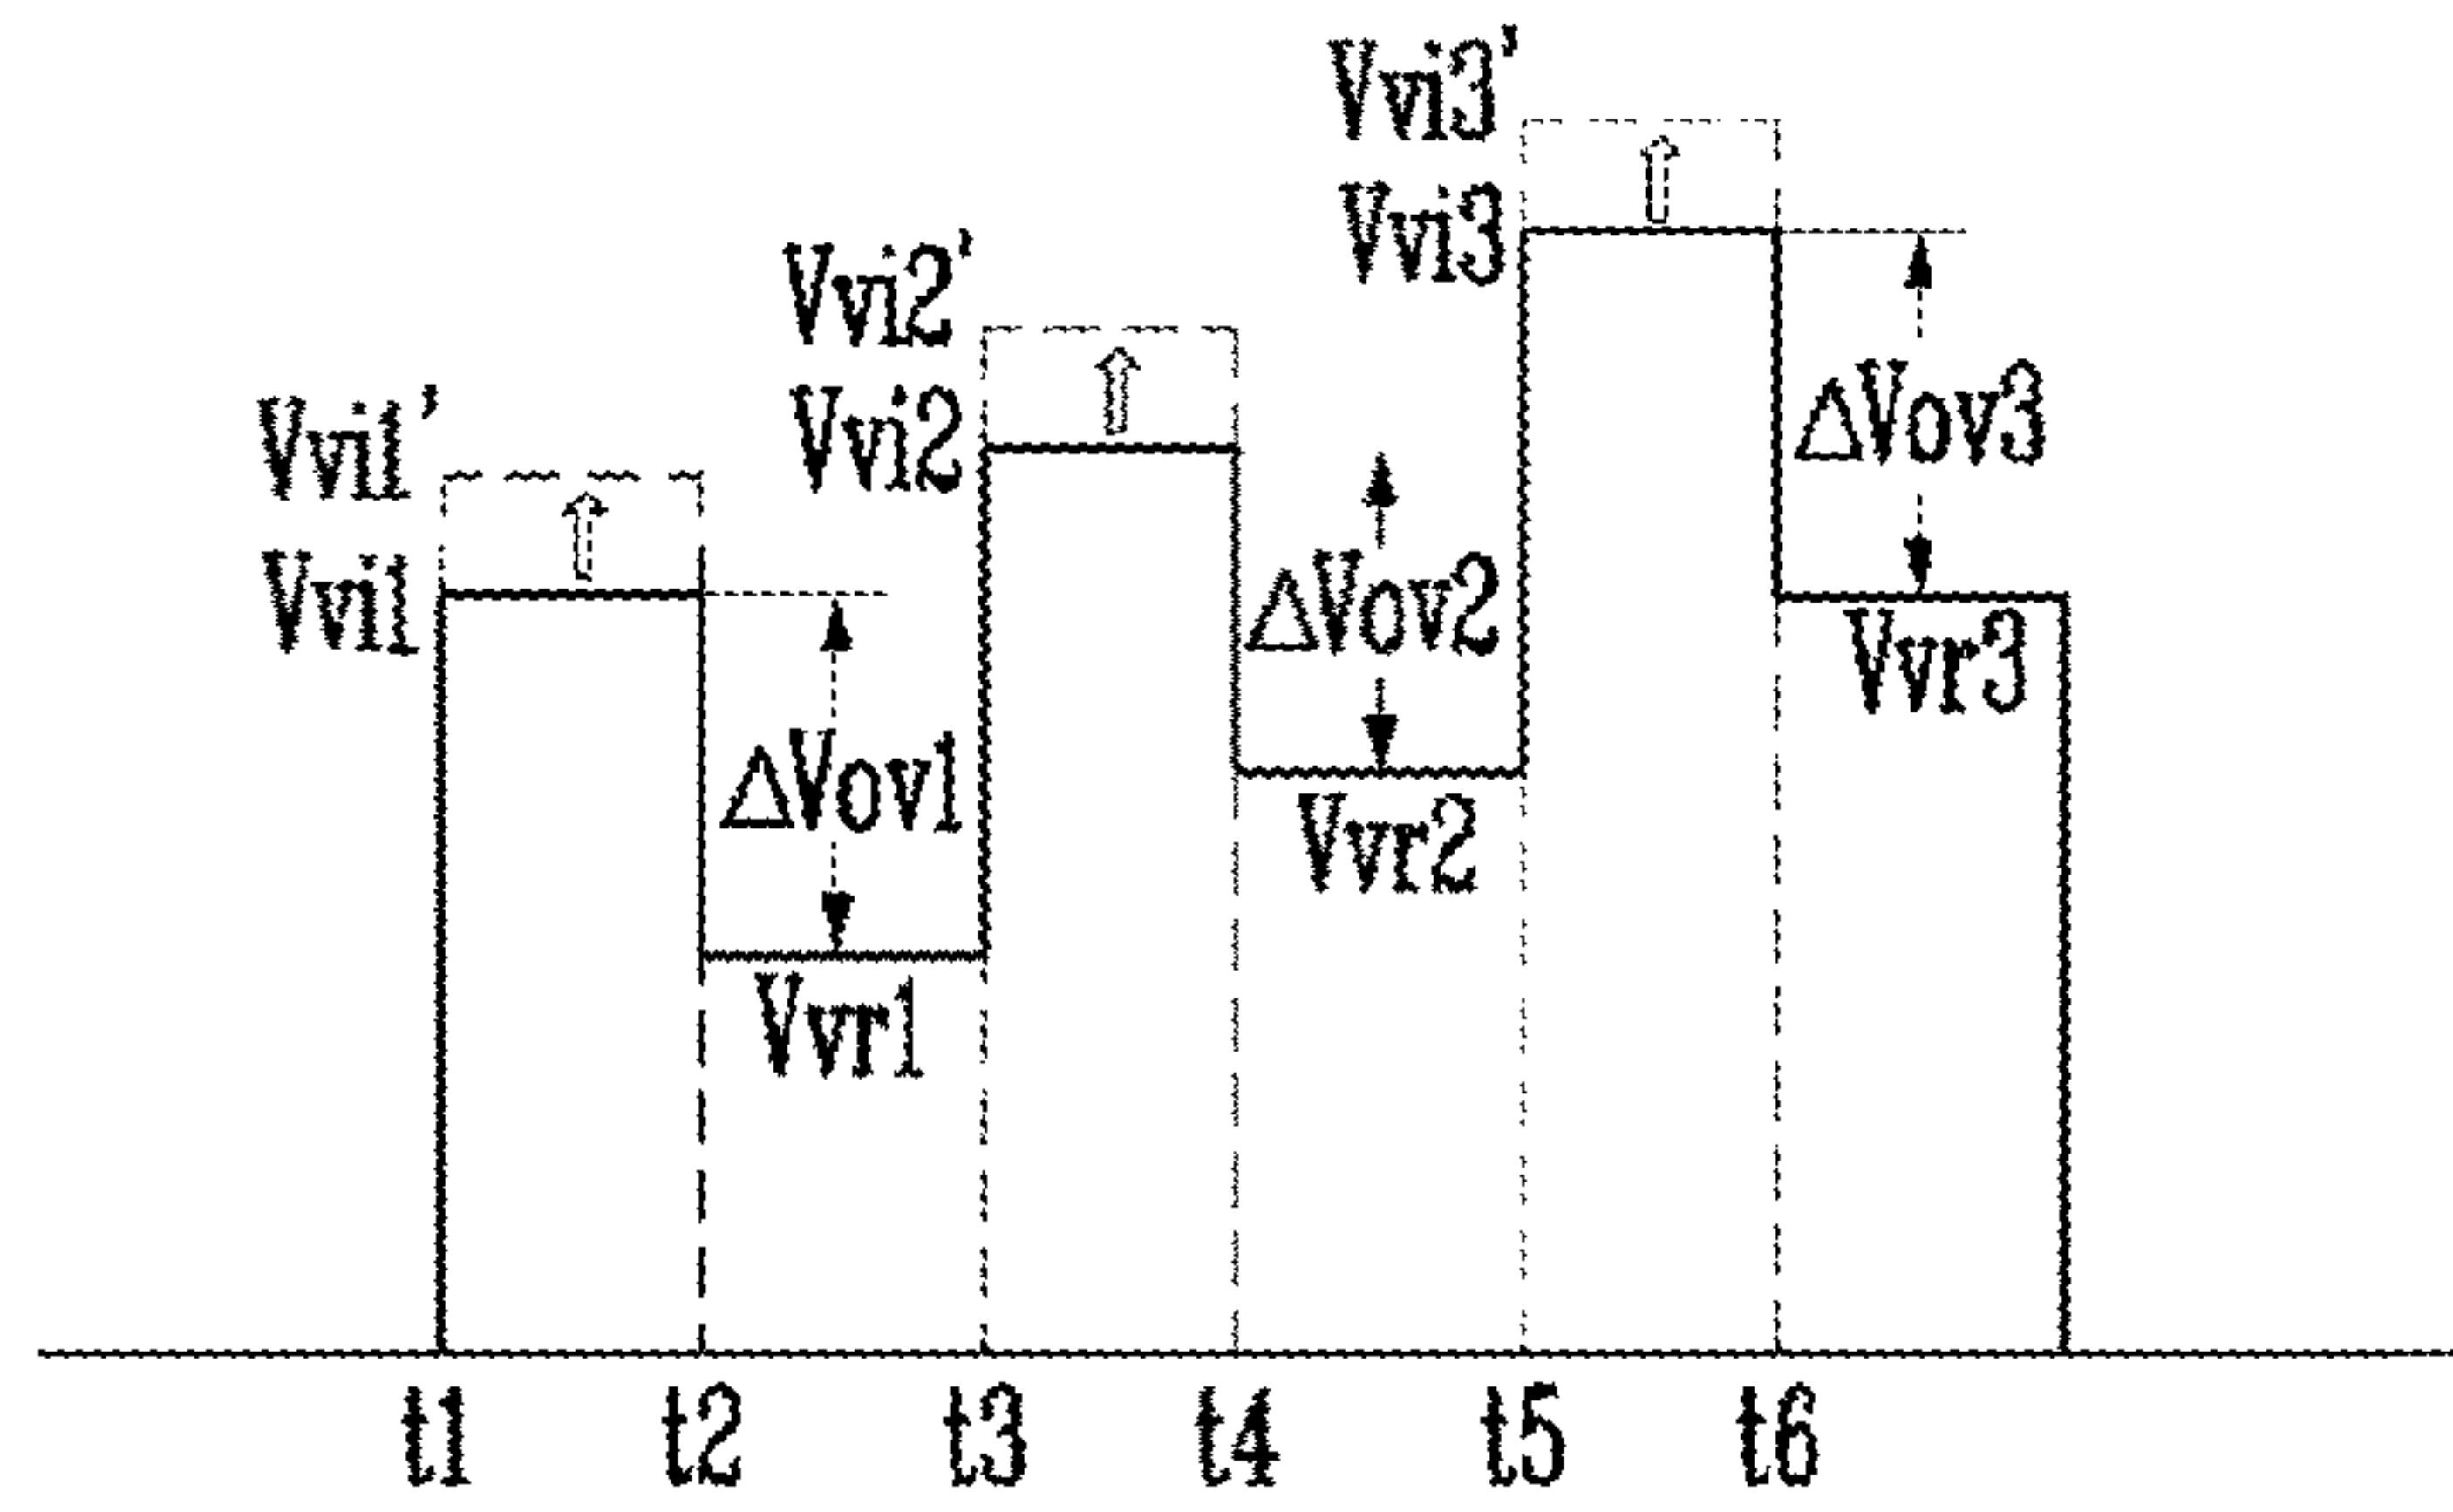 Vvi3'
Vvi3
Vvi2'
Vvi2
Vvi1'
Vvi1
ΔVov3
ΔVov2
ΔVov1
Vvr3
Vvr2
Vvr1
t1 t2 t3 t4 t5 t6